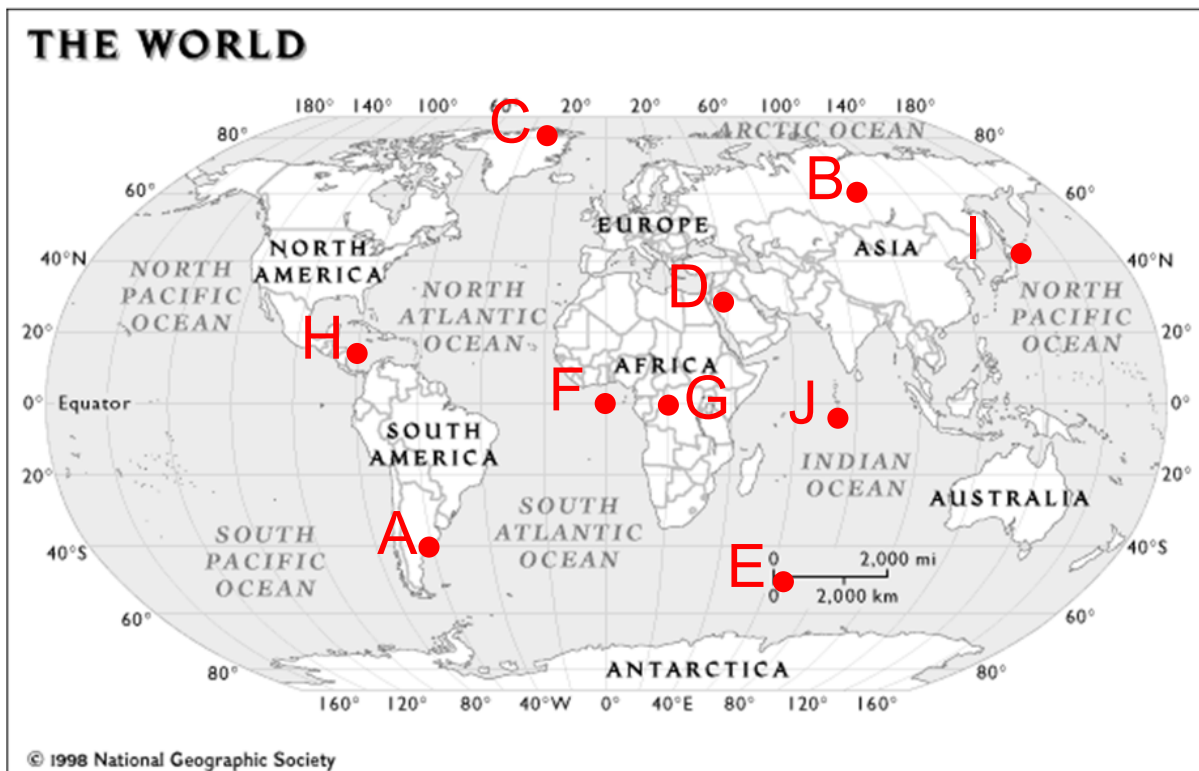 THE WORLD
180° 140° 100° 60° 20° 20° 60° 100° 140° 180°
C
80° ARCTIC OCEAN 80°
B
60° 60°
EUROPE
I
NORTH AMERICA ASIA
40°N 40°N
NORTH PACIFIC OCEAN
D
NORTH ATLANTIC OCEAN
NORTH PACIFIC OCEAN
20° 20°
H
AFRICA
F G J
0° Equator 0°
SOUTH AMERICA
INDIAN OCEAN
20° 20°
AUSTRALIA
SOUTH ATLANTIC OCEAN
A
SOUTH PACIFIC OCEAN
40°S 40°S
E
0 2,000 mi
0 2,000 km
60° 60°
80° ANTARCTICA 80°
160° 120° 80° 40°W 0° 40°E 80° 120° 160°
© 1998 National Geographic Society